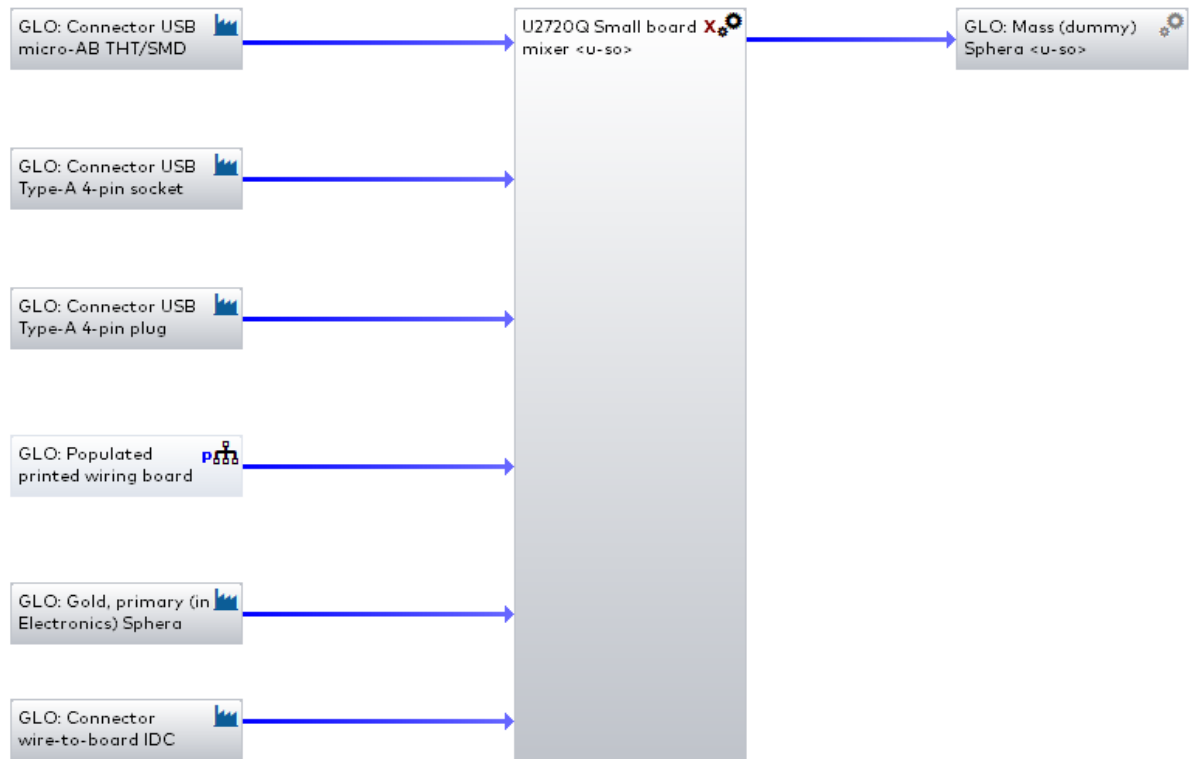 GLO: Connector USB
micro-AB THT/SMD
U2720Q Small board
mixer <u-so>
X
GLO: Mass (dummy)
Sphera <u-so>
GLO: Connector USB
Type-A 4-pin socket
GLO: Connector USB
Type-A 4-pin plug
GLO: Populated
printed wiring board
p
GLO: Gold, primary (in
Electronics) Sphera
GLO: Connector
wire-to-board IDC